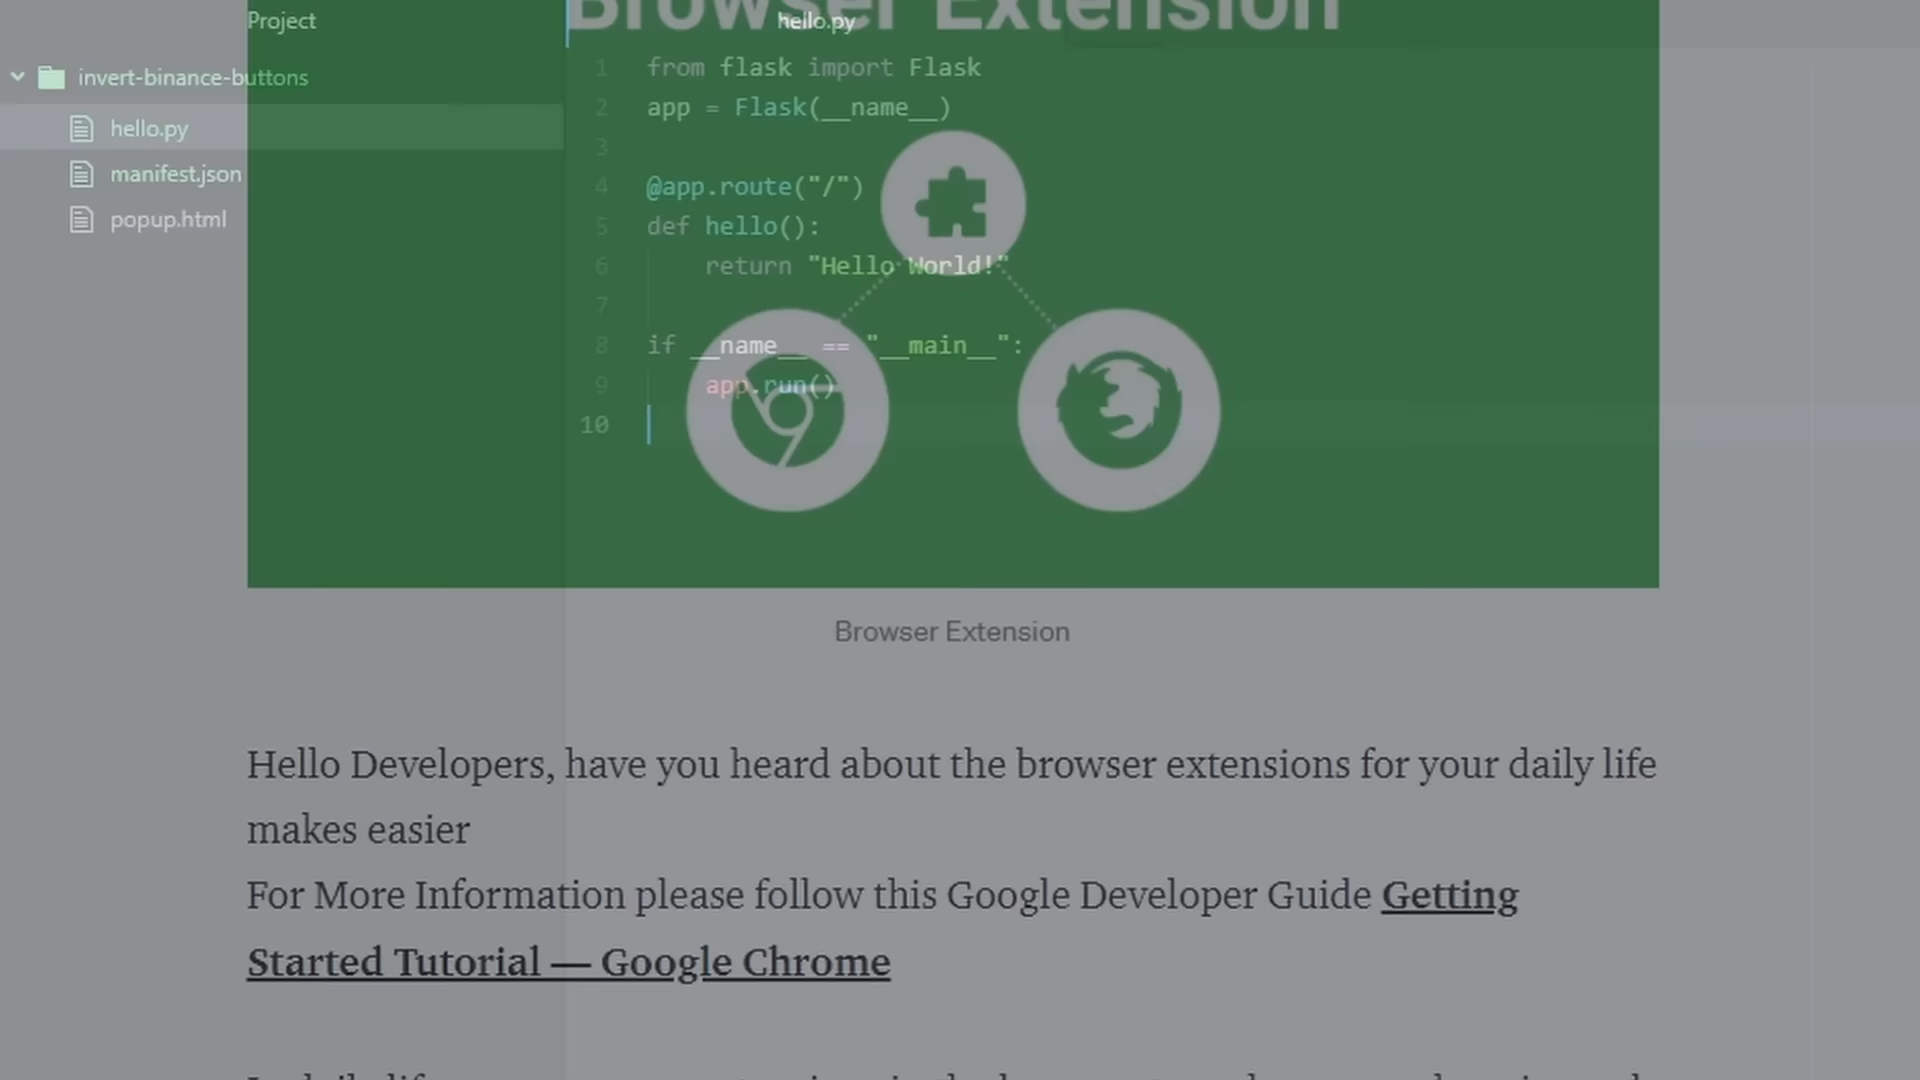 Browser Extension
Project
hello.py
invert-binance-buttons
hello.py
manifest.json
popup.html
1 from flask import Flask
2 app = Flask(__name__)
3
4 @app.route("/")
5 def hello():
6 return "Hello World!"
7
8 if __name__ == "__main__":
9 app.run()
10
Browser Extension
Hello Developers, have you heard about the browser extensions for your daily life
makes easier
For More Information please follow this Google Developer Guide Getting
Started Tutorial — Google Chrome